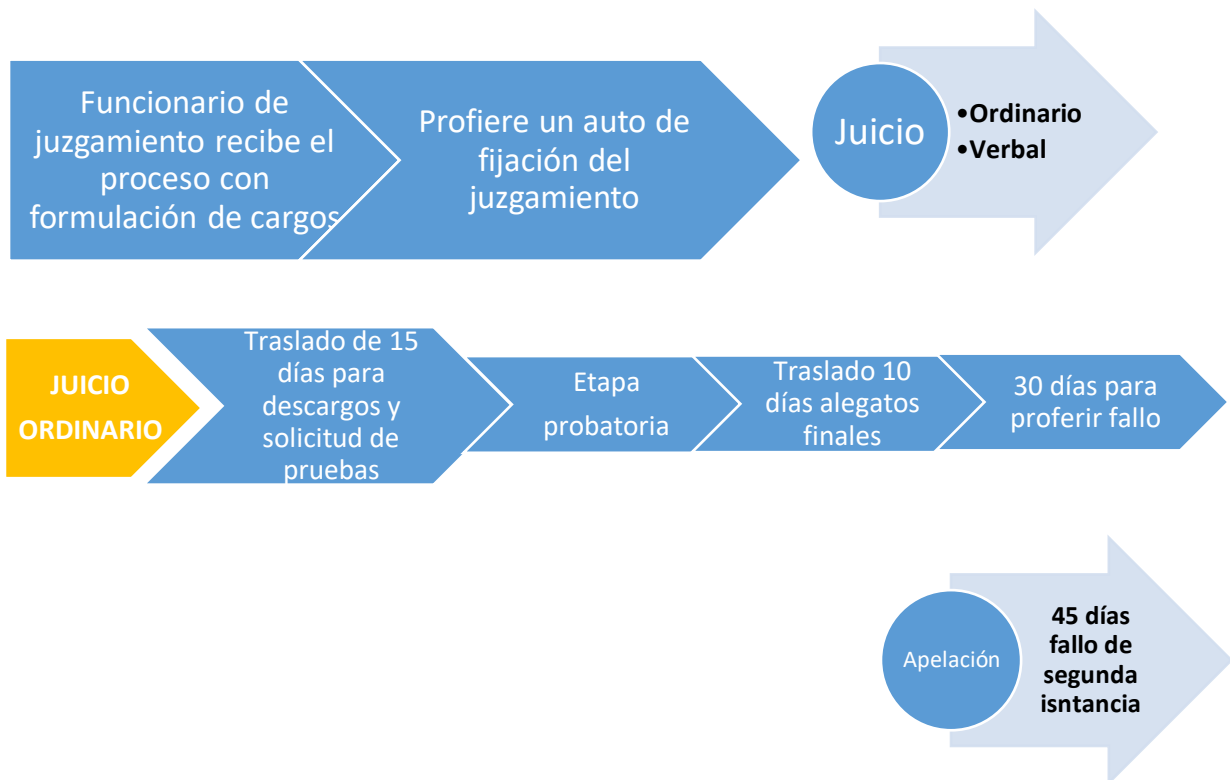 Funcionario de
juzgamiento recibe el
proceso con
formulación de cargos
Profiere un auto de
fijación del
juzgamiento
Juicio
•Ordinario
•Verbal
JUICIO
ORDINARIO
Traslado de 15
días para
descargos y
solicitud de
pruebas
Etapa
probatoria
Traslado 10
días alegatos
finales
30 días para
proferir fallo
Apelación
45 días
fallo de
segunda
isntancia